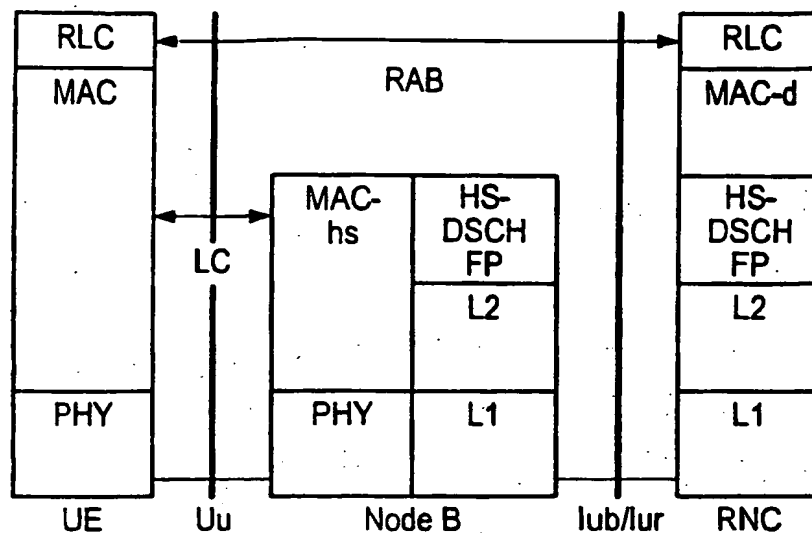 RLC
RLC
RAB
MAC
MAC-d
MAC-
hs
HS-
DSCH
FP
HS-
DSCH
FP
LC
L2
L2
PHY
PHY
L1
L1
UE
Uu
Node B
Iub/Iur
RNC